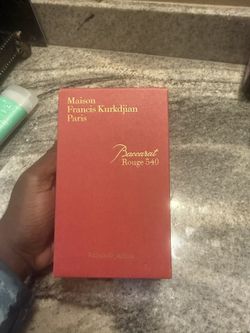 Maison
Francis Kurkdjian
Paris
Baccarat
Rouge 540